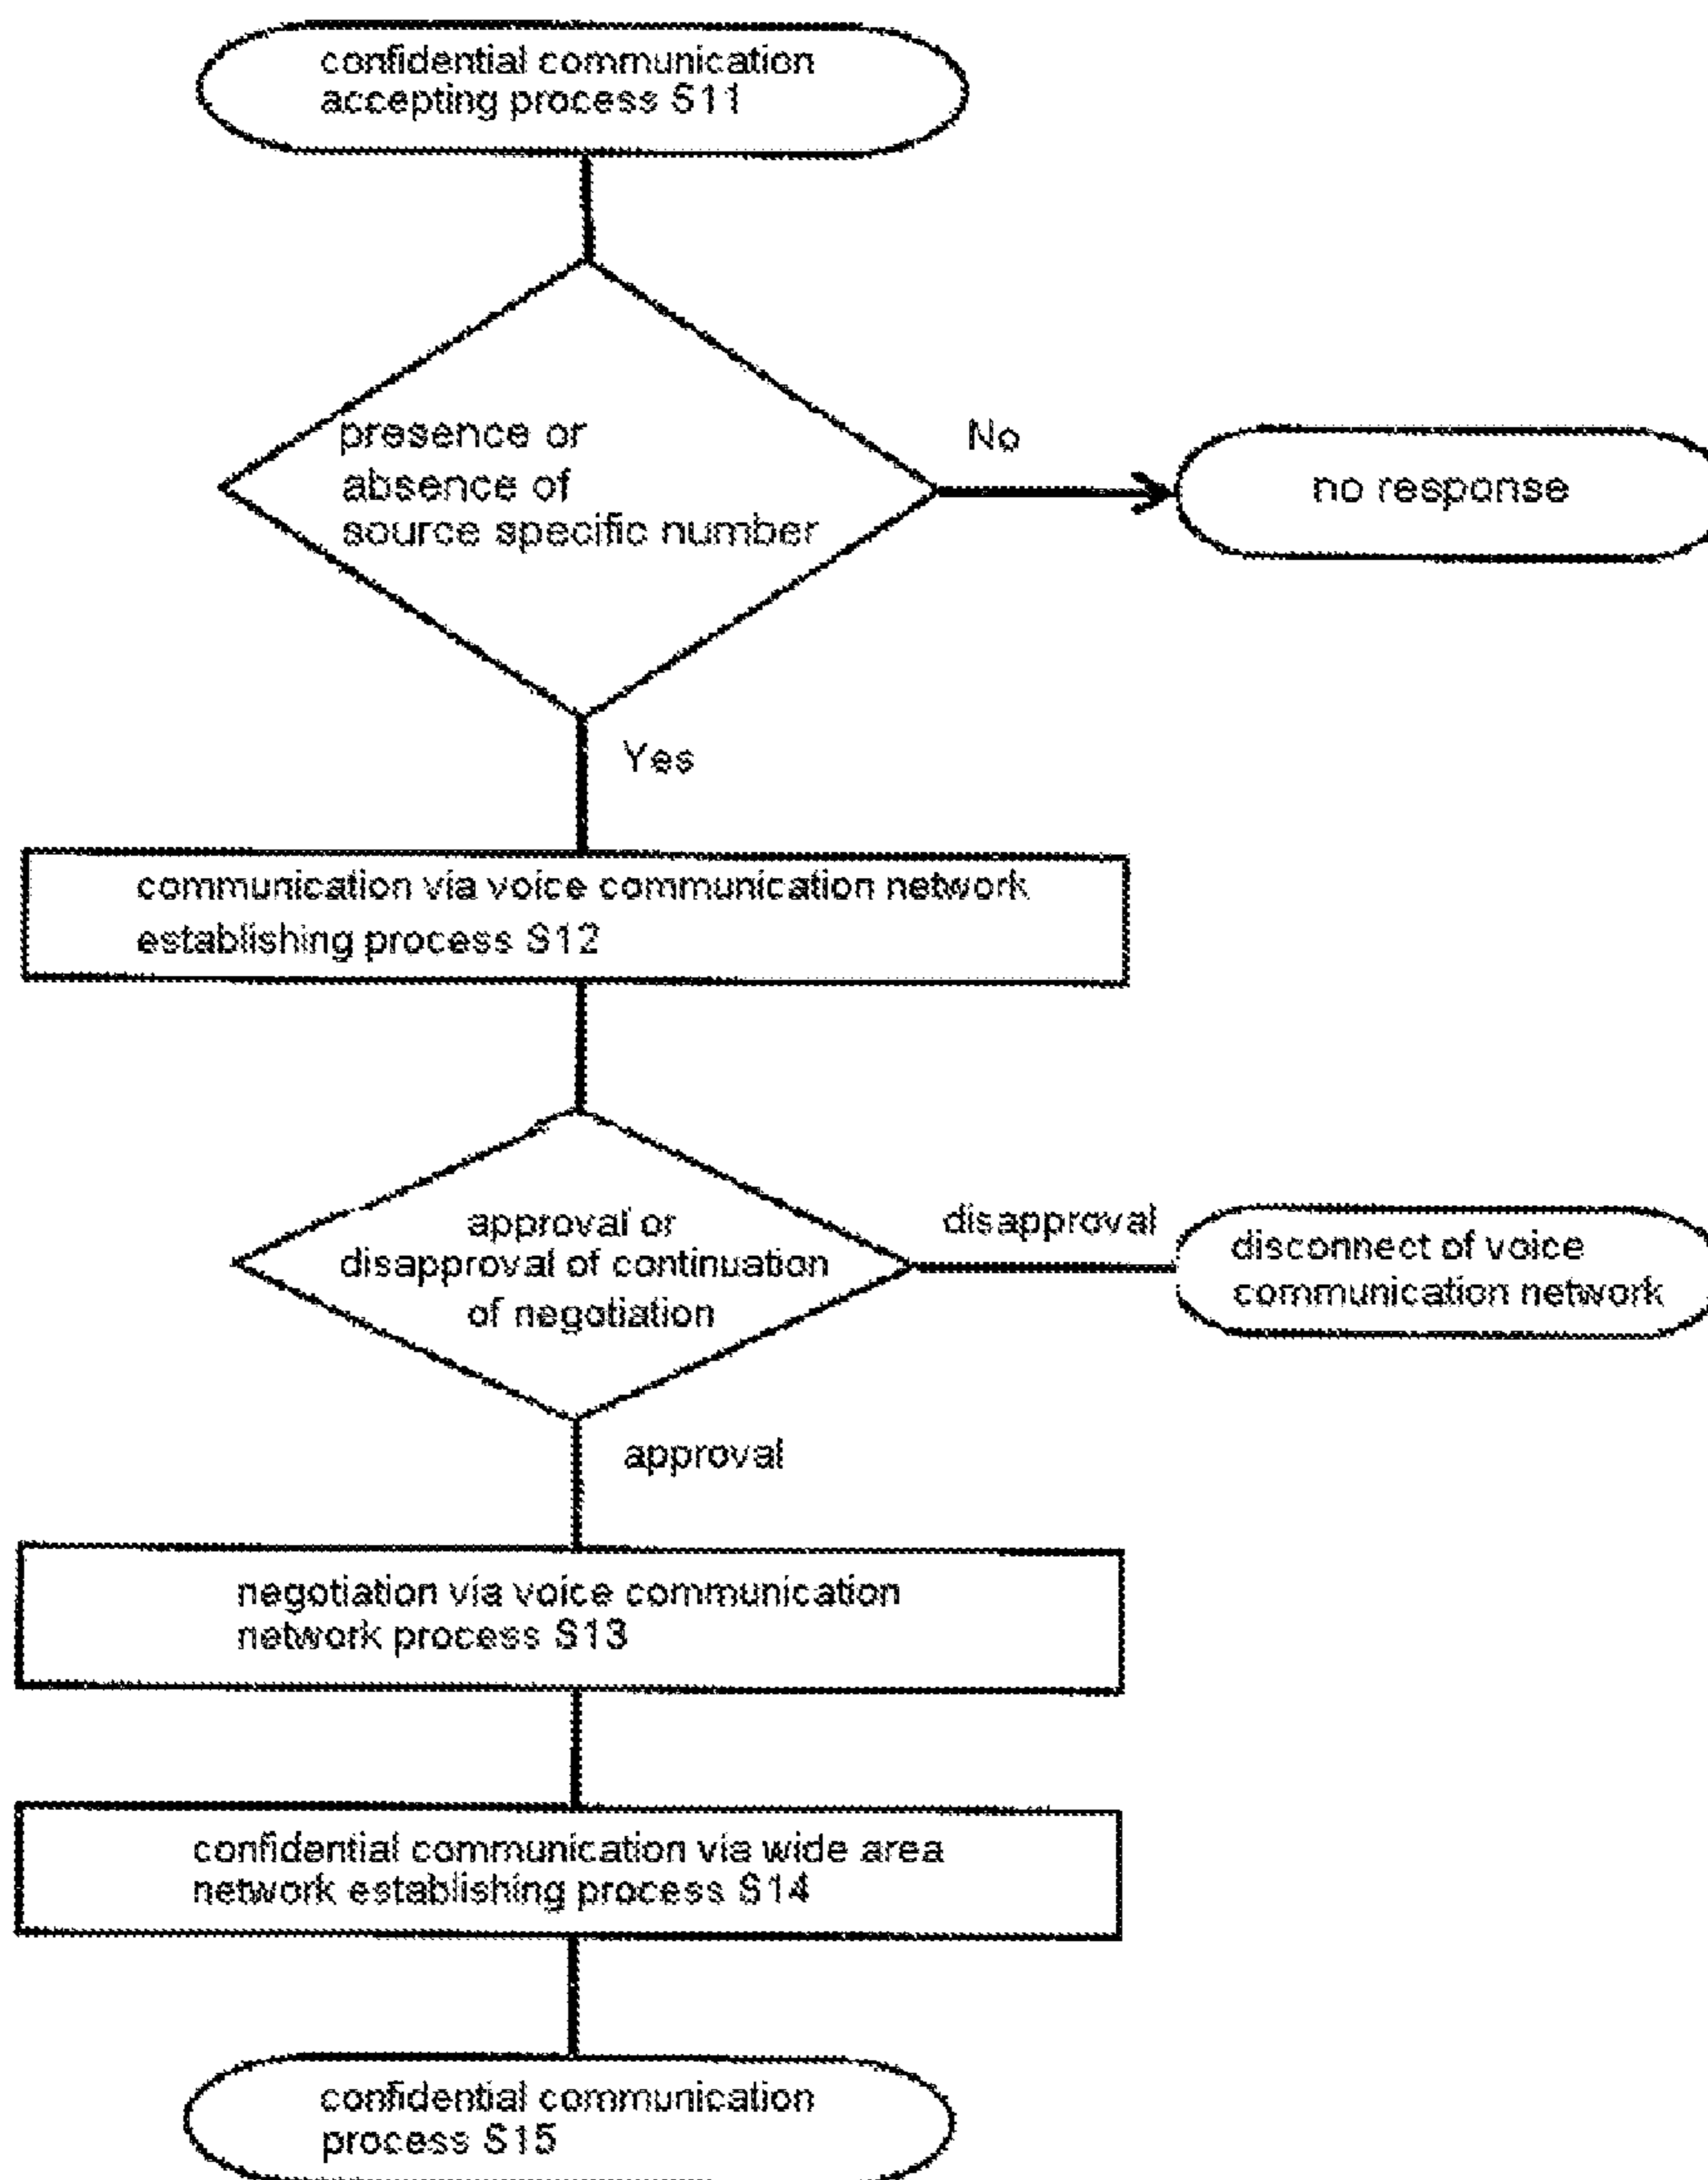 confidential communication
accepting process S11
presence or
absence of
source specific number
No
no response
Yes
communication via voice communication network
establishing process S12
approval or
disapproval of continuation
of negotiation
disapproval
disconnect of voice
communication network
approval
negotiation via voice communication
network process S13
confidential communication via wide area
network establishing process S14
confidential communication
process S15